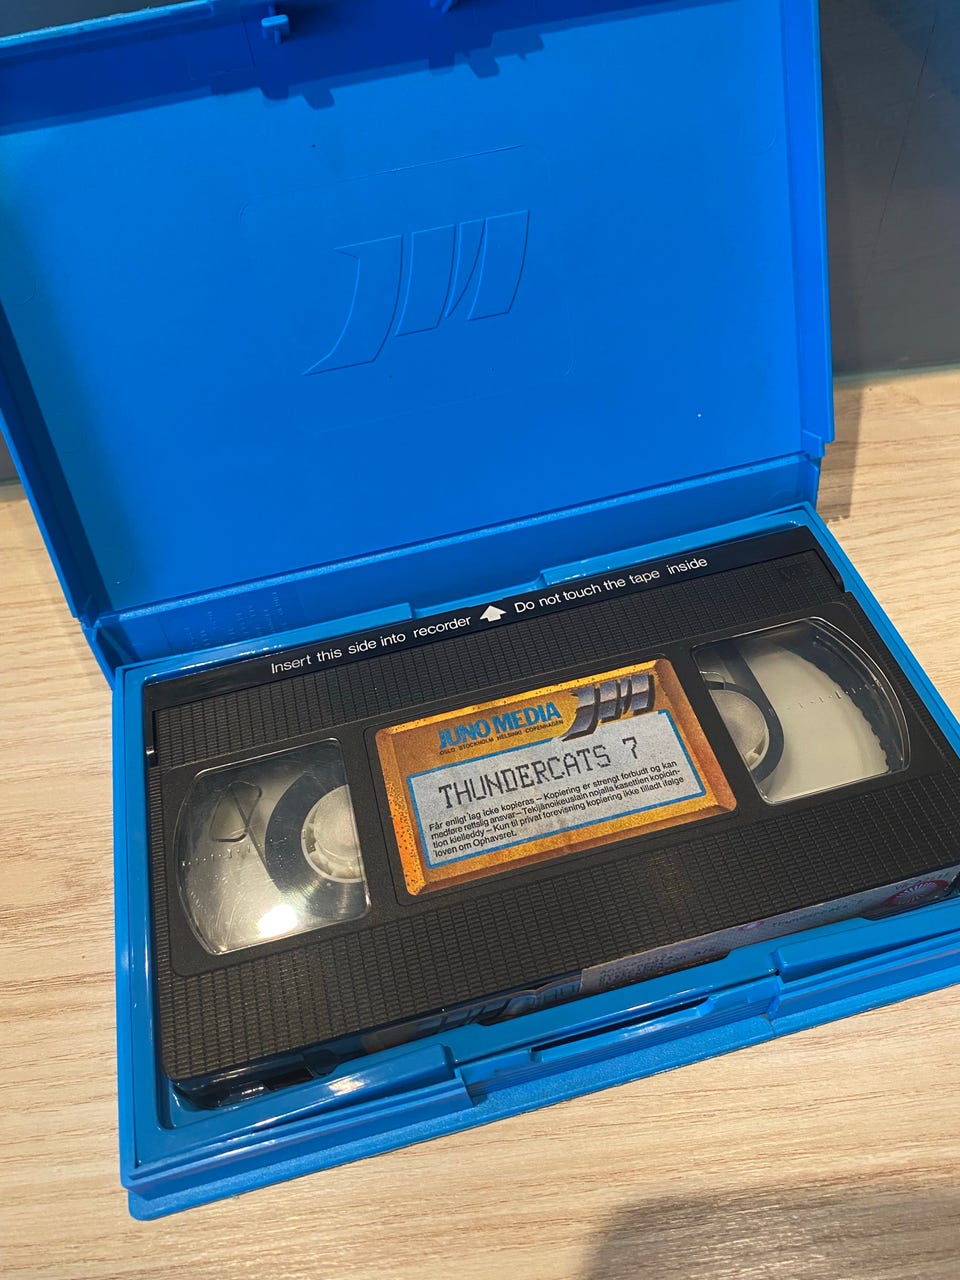 Insert this side into recorder
Do not touch the tape inside
JUNO MEDIA
OSLO STOCKHOLM HELSINKI COPENHAGEN
THUNDERCATS 7
Får enligt lag icke kopieras – Kopiering er strengt forbudt og kan
medføre rettslig ansvar – Tekijänoikeuslain nojalla kasettien kopioin-
tion kielleddy – Kun til privat forevisning kopiering ikke tilladt ifølge
loven om Ophavsret.